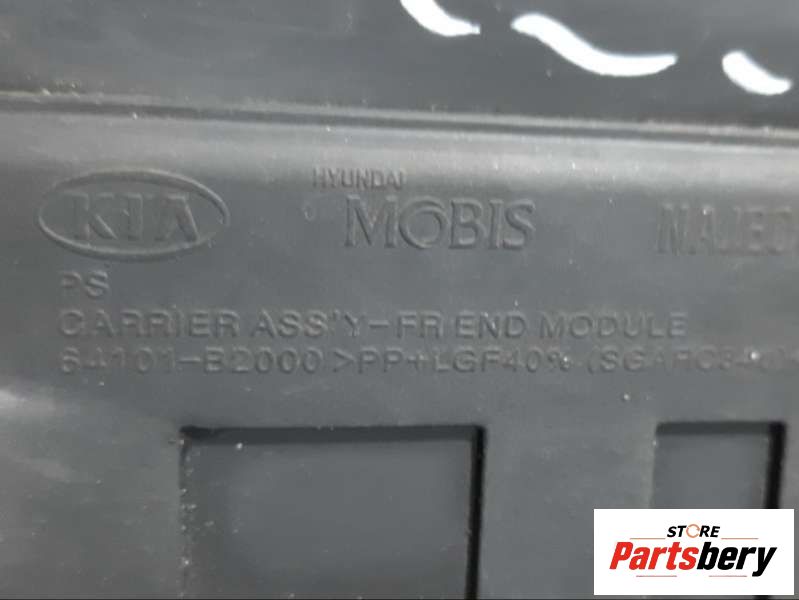 KIA
HYUNDAI
MOBIS
PS
CARRIER ASS'Y-FR END MODULE
64101-B2000 >PP+LGF40%
STORE
Partsbery